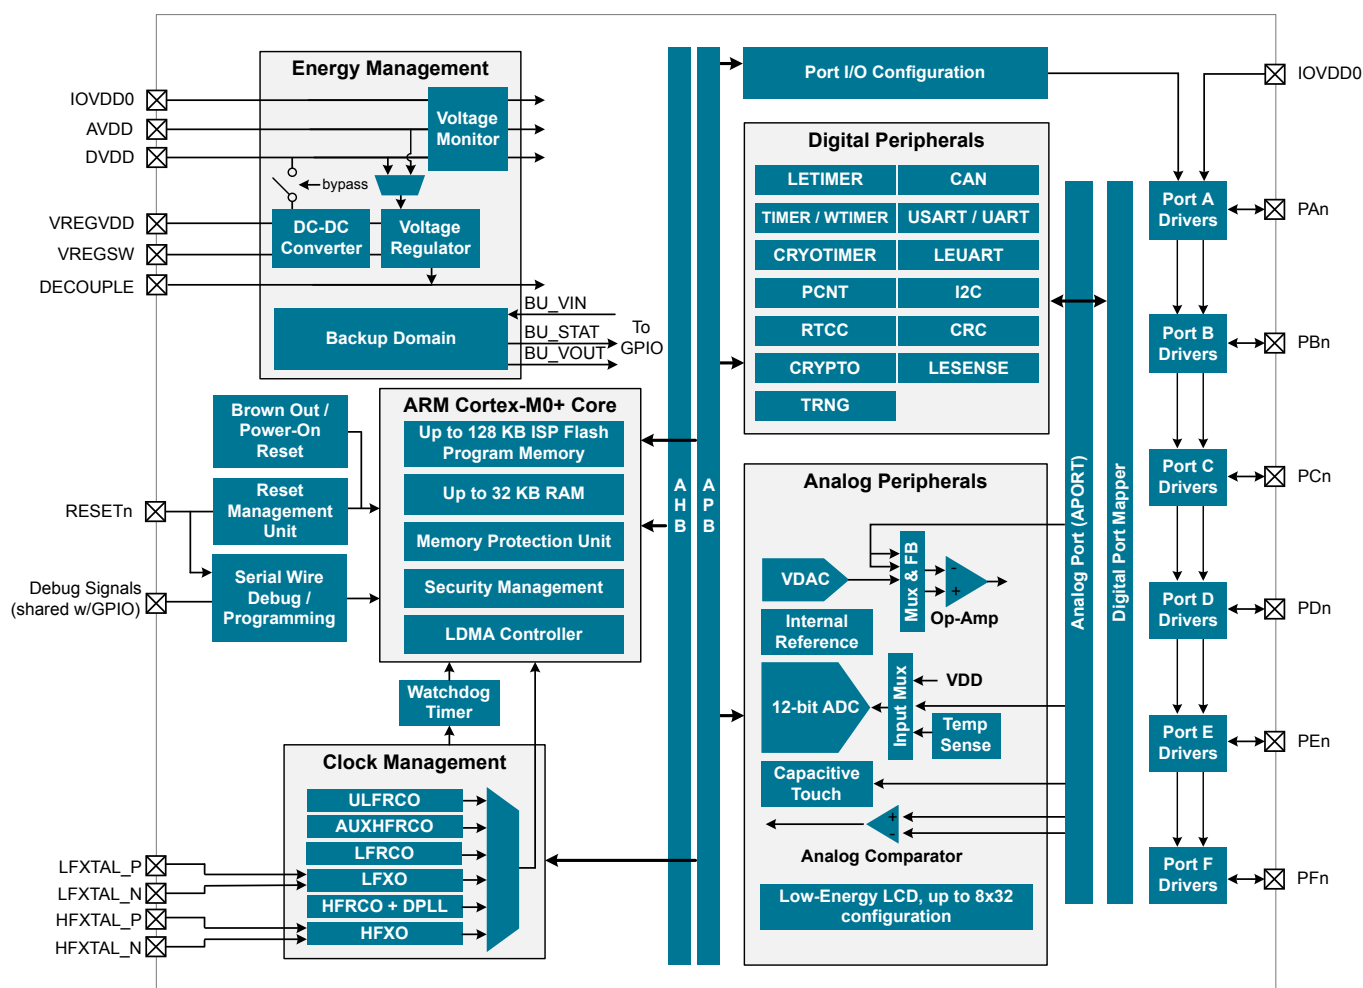 Energy Management
IOVDD0
AVDD
DVDD
Voltage
Monitor
bypass
VREGVDD
VREGSW
DECOUPLE
DC-DC
Converter
Voltage
Regulator
Backup Domain
BU_VIN
BU_STAT
BU_VOUT
To
GPIO
Brown Out /
Power-On
Reset
Reset
Management
Unit
Serial Wire
Debug /
Programming
RESETn
Debug Signals
(shared w/GPIO)
ARM Cortex-M0+ Core
Up to 128 KB ISP Flash
Program Memory
Up to 32 KB RAM
Memory Protection Unit
Security Management
LDMA Controller
Watchdog
Timer
Clock Management
ULFRCO
AUXHFRCO
LFRCO
LFXO
HFRCO + DPLL
HFXO
LFXTAL_P
LFXTAL_N
HFXTAL_P
HFXTAL_N
A
H
B
A
P
B
Port I/O Configuration
Digital Peripherals
LETIMER
CAN
TIMER / WTIMER
USART / UART
CRYOTIMER
LEUART
PCNT
I2C
RTCC
CRC
CRYPTO
LESENSE
TRNG
Analog Peripherals
VDAC
Mux & FB
-
+
Op-Amp
Internal
Reference
12-bit ADC
Input Mux
VDD
Temp
Sense
Capacitive
Touch
+
-
Analog Comparator
Low-Energy LCD, up to 8x32
configuration
Analog Port (APORT)
Digital Port Mapper
IOVDD0
Port A
Drivers
PAn
Port B
Drivers
PBn
Port C
Drivers
PCn
Port D
Drivers
PDn
Port E
Drivers
PEn
Port F
Drivers
PFn